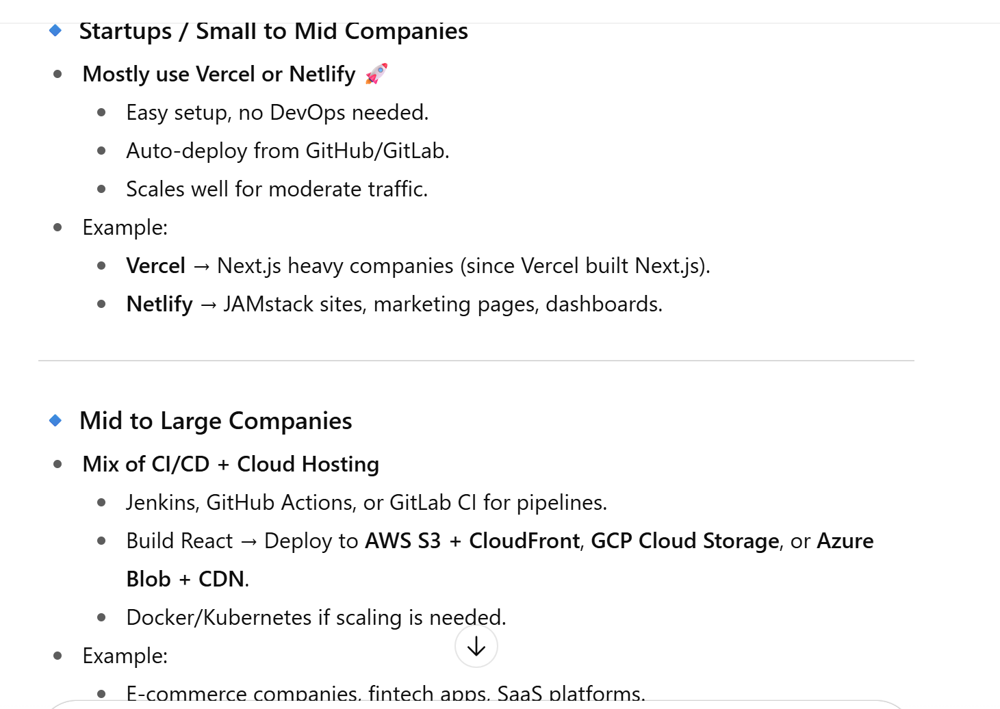 Startups / Small to Mid Companies
Mostly use Vercel or Netlify 🚀
Easy setup, no DevOps needed.
Auto-deploy from GitHub/GitLab.
Scales well for moderate traffic.
Example:
Vercel → Next.js heavy companies (since Vercel built Next.js).
Netlify → JAMstack sites, marketing pages, dashboards.
Mid to Large Companies
Mix of CI/CD + Cloud Hosting
Jenkins, GitHub Actions, or GitLab CI for pipelines.
Build React → Deploy to AWS S3 + CloudFront, GCP Cloud Storage, or Azure
Blob + CDN.
Docker/Kubernetes if scaling is needed.
Example:
E-commerce companies, fintech apps, SaaS platforms.